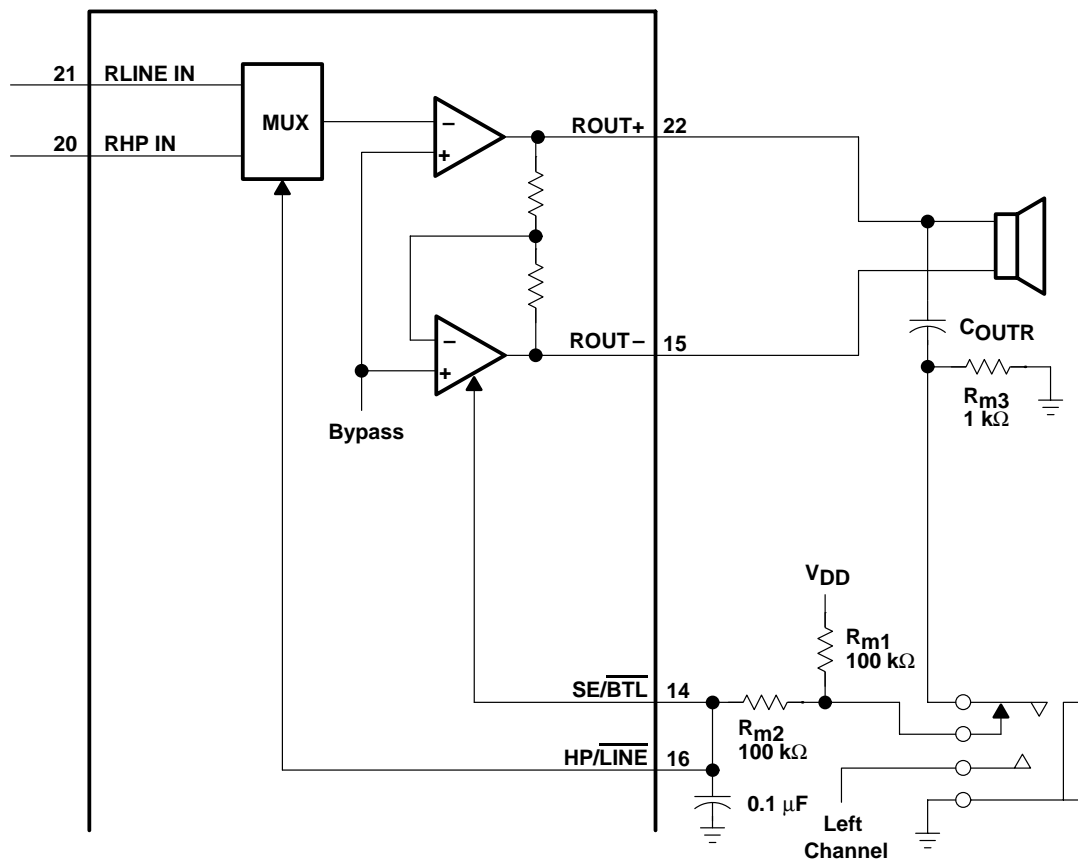 21 RLINE IN
MUX
20 RHP IN
−
+
ROUT+ 22
−
+
ROUT− 15
Bypass
COUTR
Rm3
1 kΩ
VDD
Rm1
100 kΩ
SE/BTL 14
Rm2
100 kΩ
HP/LINE 16
0.1 μF
Left
Channel